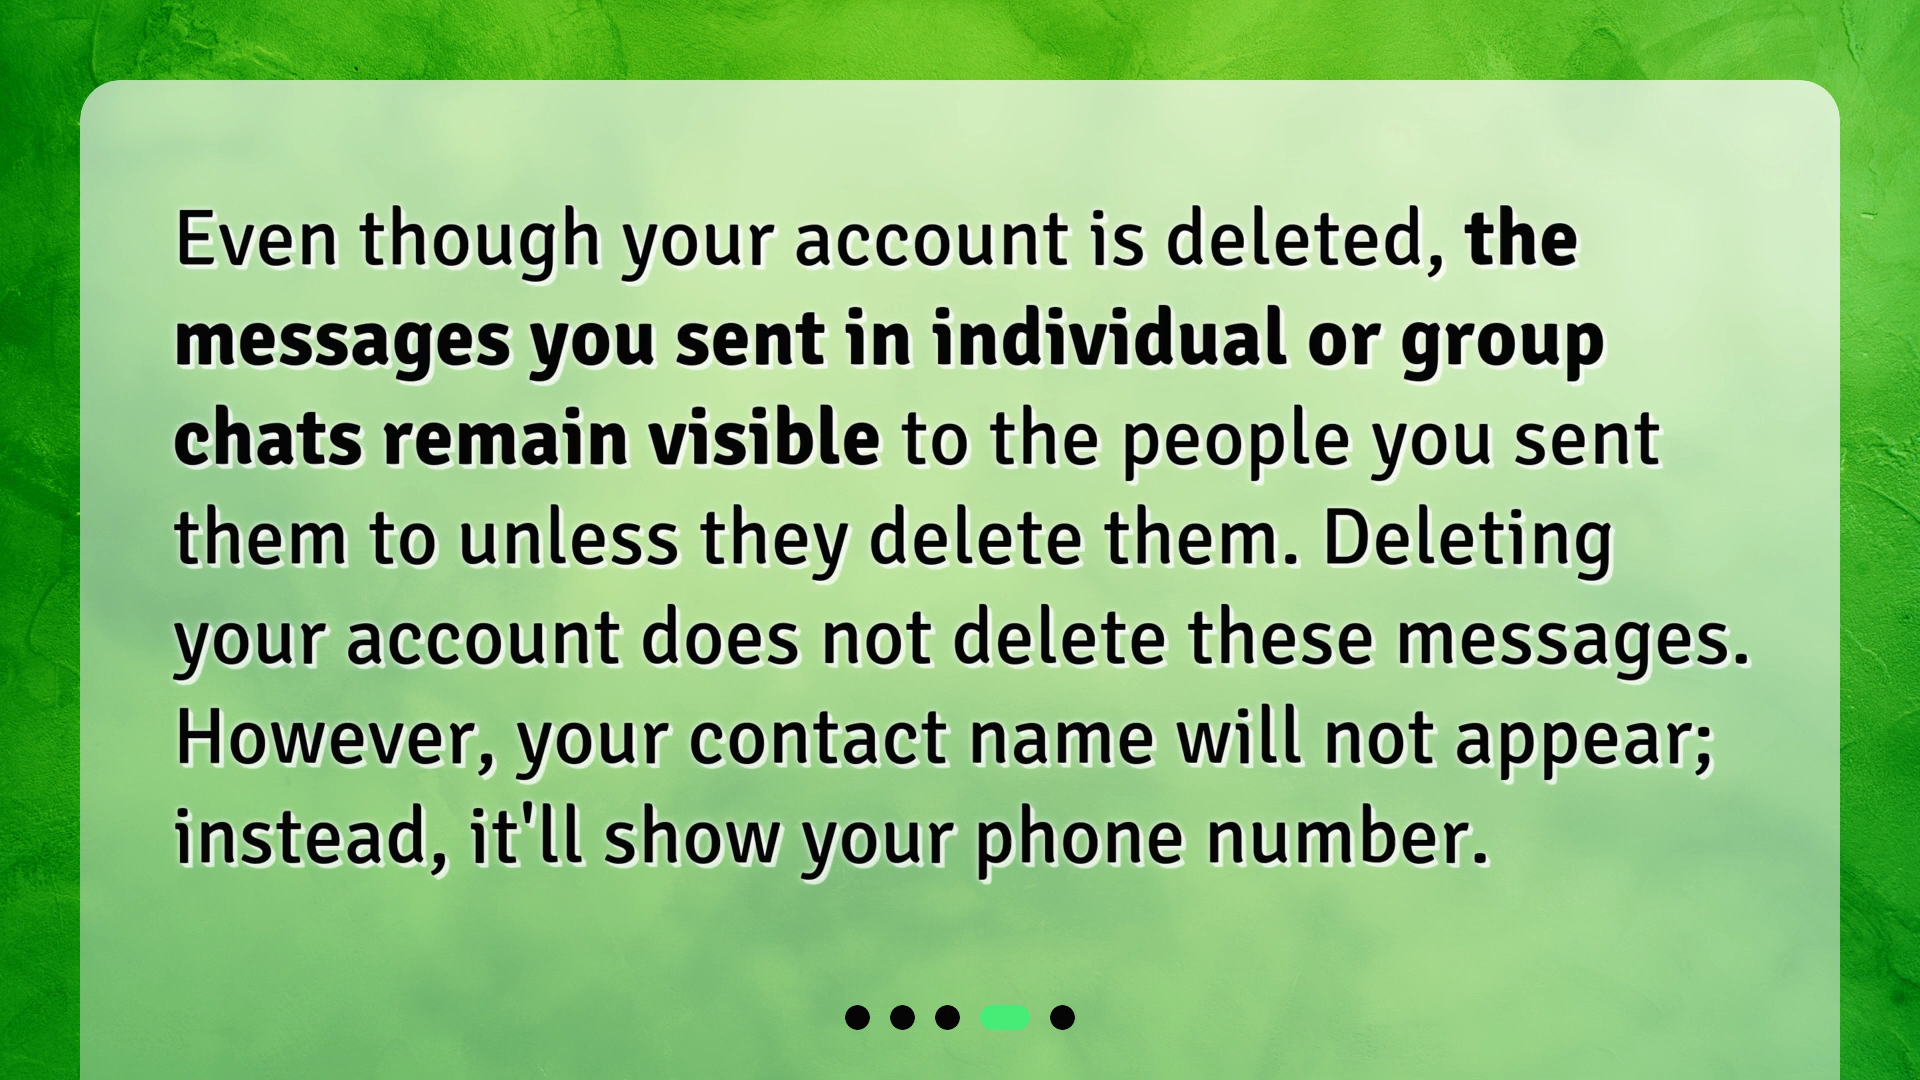 Even though your account is deleted, the
messages you sent in individual or group
chats remain visible to the people you sent
them to unless they delete them. Deleting
your account does not delete these messages.
However, your contact name will not appear;
instead, it'll show your phone number.